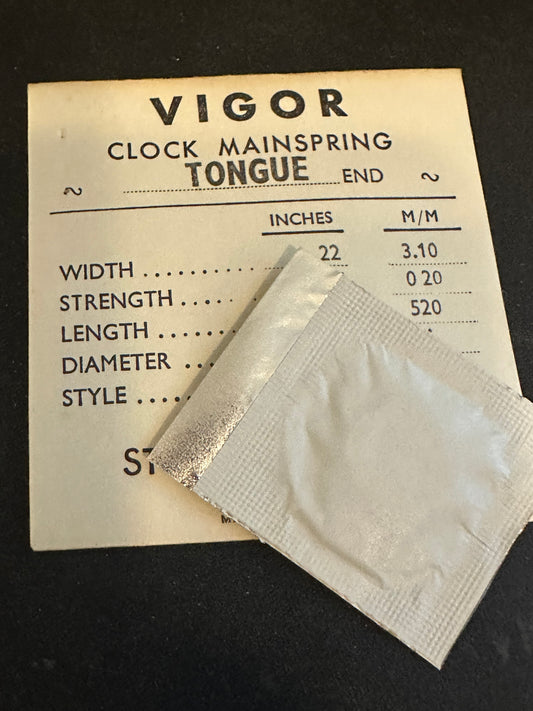 VIGOR
CLOCK MAINSPRING
~ TONGUE END ~
INCHES M/M
WIDTH .......... 22 3.10
STRENGTH ..... 0 20
LENGTH ....... 520
DIAMETER ...
STYLE .....
ST
M